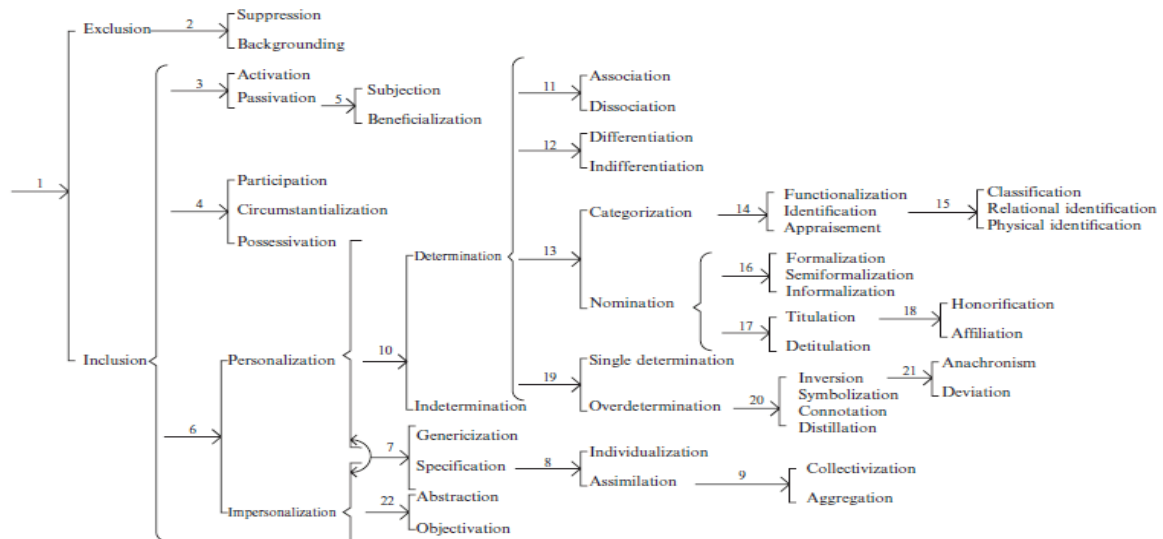 Suppression
Exclusion 2
Backgrounding
3 Activation
Passivation 5 Subjection
Beneficialization
11 Association
Dissociation
12 Differentiation
Indifferentiation
1
4 Participation
Circumstantialization
Possessivation
Determination
13 Categorization 14 Functionalization
Identification 15 Classification
Appraisement Relational identification
Physical identification
Nomination 16 Formalization
Semiformalization
Informalization
17 Titulation 18 Honorification
Detitulation Affiliation
Inclusion
6 Personalization 10
Indetermination
19 Single determination
Overdetermination 20 Inversion 21 Anachronism
Symbolization Deviation
Connotation
Distillation
7 Genericization
Specification 8 Individualization
Assimilation 9 Collectivization
Aggregation
Impersonalization 22 Abstraction
Objectivation